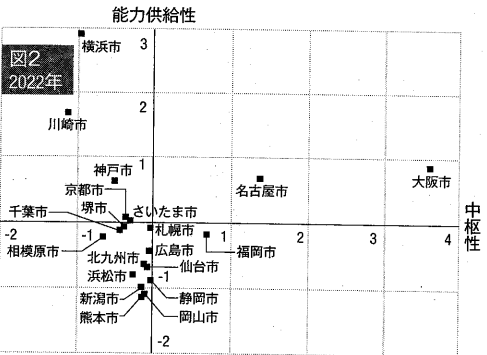 能力供給性
図2
2022年
横浜市
3
2
川崎市
1
神戸市
京都市
堺市
さいたま市
千葉市
名古屋市
大阪市
中枢性
-2
-1
札幌市
1
2
3
4
相模原市
広島市
福岡市
北九州市
仙台市
浜松市
-1
新潟市
静岡市
熊本市
岡山市
-2